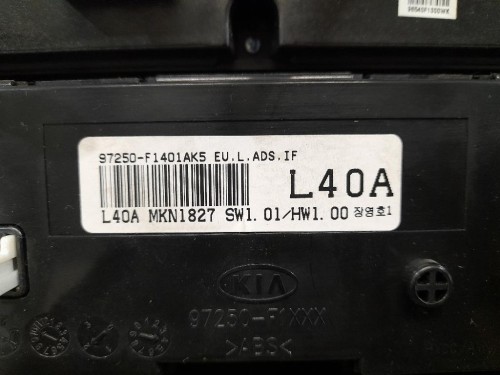 97250-F1401AK5 EU.L.ADS.IF
L40A
L40A MKN1827 SW1.01/HW1.00 장영호1
KIA
97250-F1XXX
>ABS<